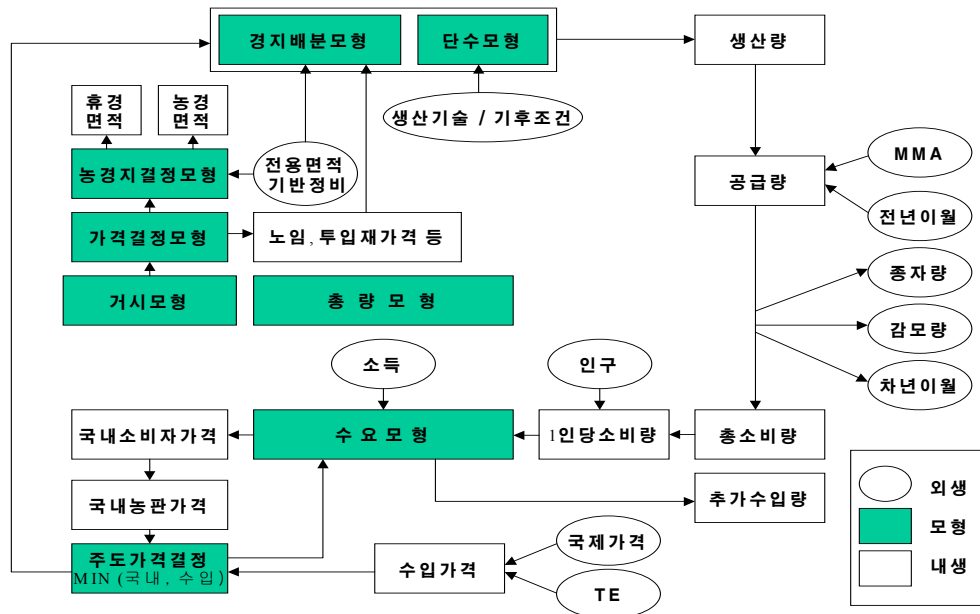 경지배분모형
단수모형
생산량
휴경
면적
농경
면적
생산기술 / 기후조건
농경지결정모형
전용면적
기반정비
공급량
MMA
전년이월
가격결정모형
노임, 투입재가격 등
종자량
거시모형
총 량 모 형
감모량
소득
인구
차년이월
국내소비자가격
수 요 모 형
1인당소비량
총소비량
국내농판가격
추가수입량
외생
모형
내생
주도가격결정
MIN (국내, 수입)
수입가격
국제가격
TE